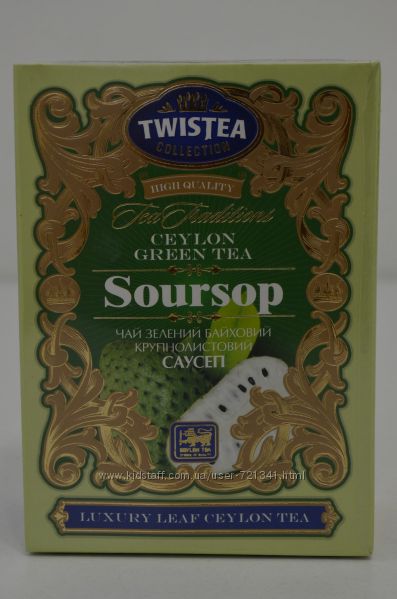 TWISTEA
COLLECTION
HIGH QUALITY
Tea Traditions
CEYLON
GREEN TEA
Soursop
ЧАЙ ЗЕЛЕНИЙ БАЙХОВИЙ
КРУПНОЛИСТОВИЙ
САУСЕП
CEYLON TEA
www.kidstaff.com.ua/user-721341.html
LUXURY LEAF CEYLON TEA